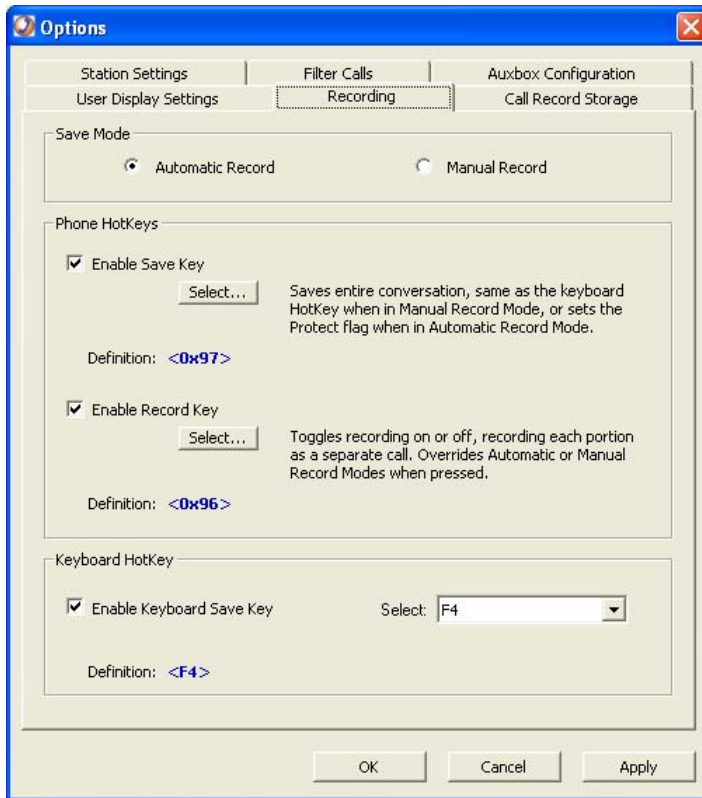 Options
Station Settings
Filter Calls
Auxbox Configuration
User Display Settings
Recording
Call Record Storage
Save Mode
Automatic Record
Manual Record
Phone HotKeys
Enable Save Key
Select...
Saves entire conversation, same as the keyboard
HotKey when in Manual Record Mode, or sets the
Protect flag when in Automatic Record Mode.
Definition: <0x97>
Enable Record Key
Select...
Toggles recording on or off, recording each portion
as a separate call. Overrides Automatic or Manual
Record Modes when pressed.
Definition: <0x96>
Keyboard HotKey
Enable Keyboard Save Key
Select: F4
Definition: <F4>
OK
Cancel
Apply